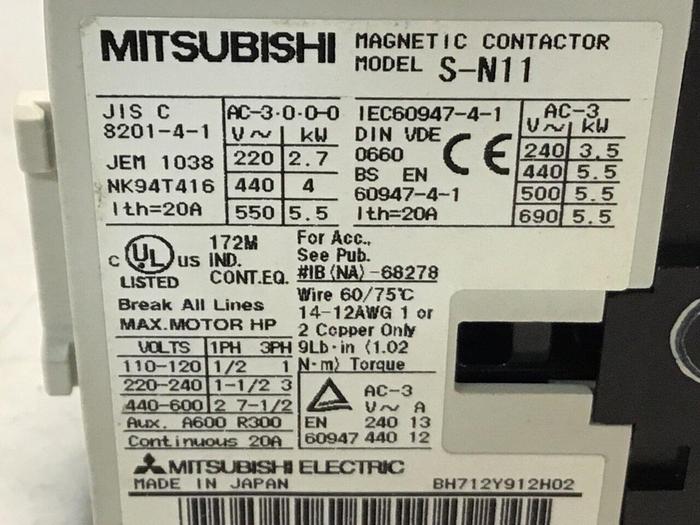 MITSUBISHI MAGNETIC CONTACTOR
MODEL S-N11
JIS C
8201-4-1
JEM 1038
NK94T416
Ith=20A
AC-3·0·0-0
V~ kW
220 2.7
440 4
550 5.5
IEC60947-4-1
DIN VDE
0660
BS EN
60947-4-1
Ith=20A
CE
AC-3
V~ kW
240 3.5
440 5.5
500 5.5
690 5.5
C UL US
LISTED
172M
IND.
CONT.EQ.
Break All Lines
MAX.MOTOR HP
VOLTS 1PH 3PH
110-120 1/2 1
220-240 1-1/2 3
440-600 2 7-1/2
Aux. A600 R300
Continuous 20A
For Acc.,
See Pub.
#IB(NA)-68278
Wire 60/75℃
14-12AWG 1 or
2 Copper Only
9Lb·in (1.02
N·m) Torque
AC-3
V~ A
EN 240 13
60947 440 12
MITSUBISHI ELECTRIC
MADE IN JAPAN BH712Y912H02